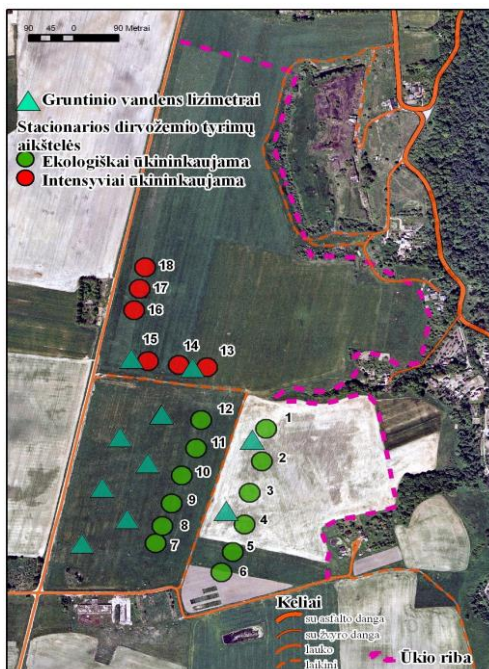 90 45 0 90 Metrai
Gruntinio vandens lizimetrai
Stacionarios dirvožemio tyrimų
aikštelės
Ekologiškai ūkininkaujama
Intensyviai ūkininkaujama
18
17
16
15
14
13
12
11
10
9
8
7
1
2
3
4
5
6
Keliai
su asfalto danga
su žvyro danga
lauko
laikini
Ūkio riba